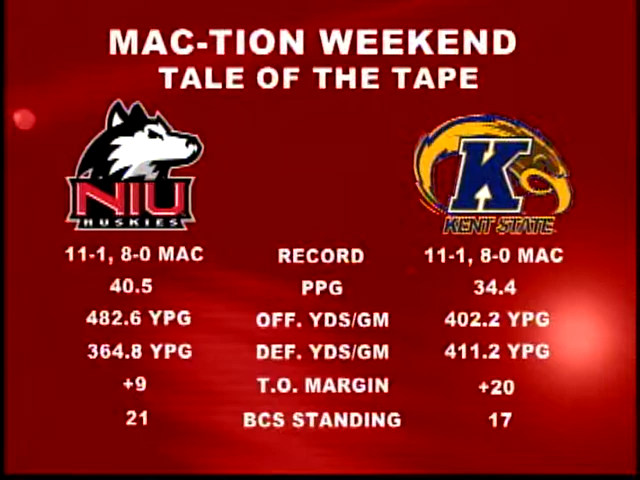 MAC-TION WEEKEND
TALE OF THE TAPE
NIU
HUSKIES
K
KENT STATE
11-1, 8-0 MAC RECORD 11-1, 8-0 MAC
40.5 PPG 34.4
482.6 YPG OFF. YDS/GM 402.2 YPG
364.8 YPG DEF. YDS/GM 411.2 YPG
+9 T.O. MARGIN +20
21 BCS STANDING 17